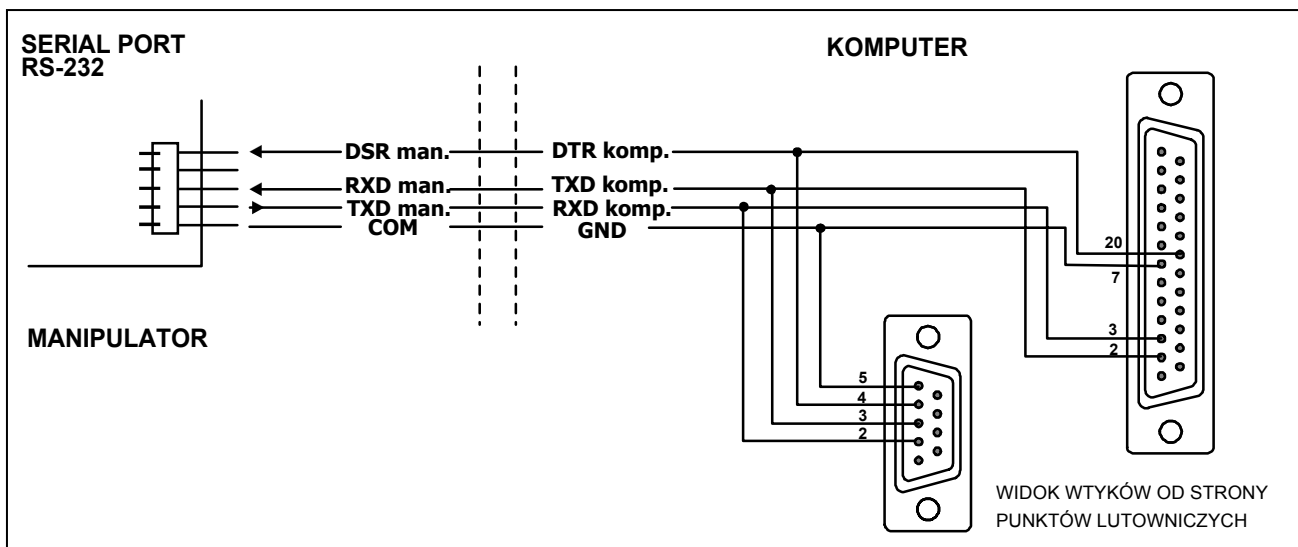 SERIAL PORT
RS-232
KOMPUTER
DSR man.
DTR komp.
RXD man.
TXD komp.
TXD man.
RXD komp.
COM
GND
20
7
3
2
MANIPULATOR
5
4
3
2
WIDOK WTYKÓW OD STRONY
PUNKTÓW LUTOWNICZYCH